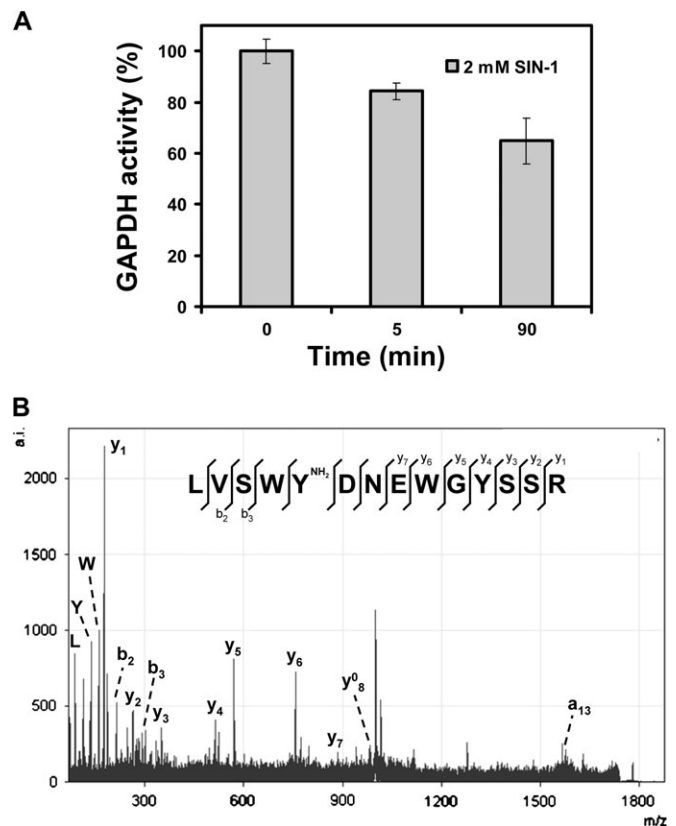 A
GAPDH activity (%)
100
80
60
40
20
0
2 mM SIN-1
0 5 90
Time (min)
B
a.i.
2000
1500
1000
500
0
y₇ y₆ y₅ y₄ y₃ y₂ y₁
LVSWY^NH₂ DNEWGYSSR
b₂ b₃
y₁
W
Y
L
b₂
b₃
y₂
y₃
y₄
y₅
y₆
y₇
y⁰₈
a₁₃
300 600 900 1200 1500 1800
m/z